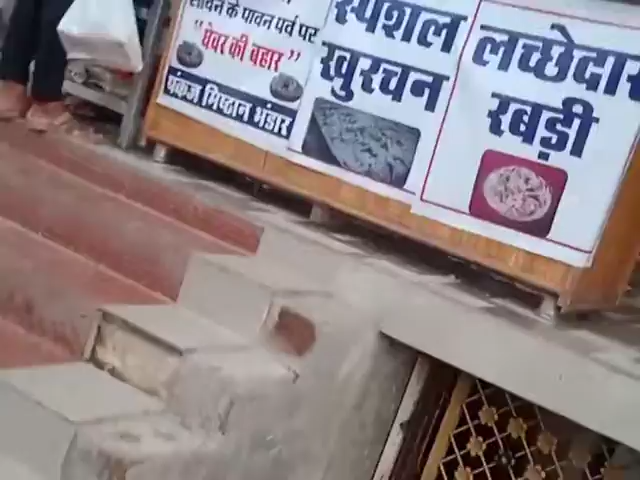 सावन के पावन पर्व पर
"घेवर की बहार"
पंकज मिष्ठान भंडार
स्पेशल
खुरचन
लच्छेदार
रबड़ी